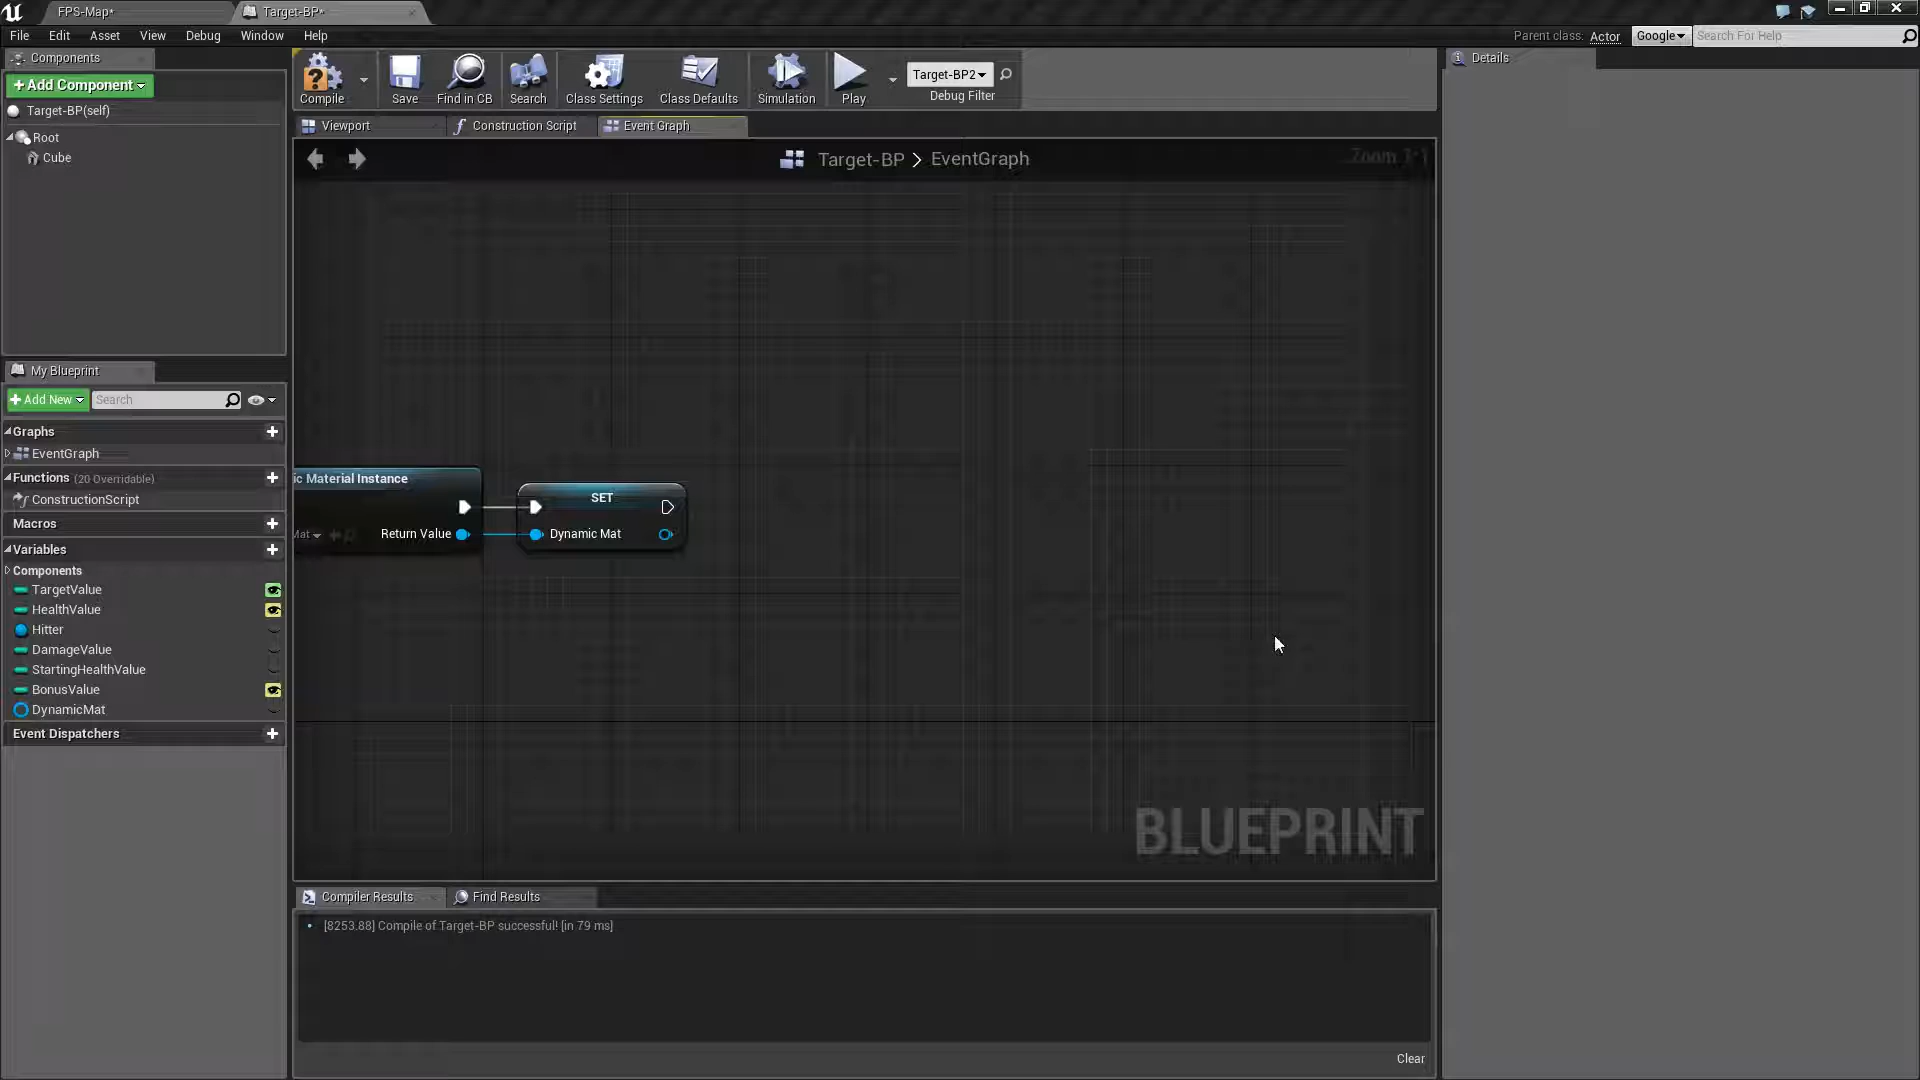 FPS-Map*
Target-BP*
File Edit Asset View Debug Window Help
Parent class: Actor Google Search For Help
Components
+Add Component
Target-BP(self)
Root
Cube
Compile Save Find in CB Search Class Settings Class Defaults Simulation Play
Target-BP2
Debug Filter
Details
Viewport Construction Script Event Graph
Target-BP > EventGraph
Zoom 1:1
ic Material Instance
Mat
Return Value
SET
Dynamic Mat
BLUEPRINT
My Blueprint
+Add New Search
Graphs
EventGraph
Functions (20 Overridable)
ConstructionScript
Macros
Variables
Components
TargetValue
HealthValue
Hitter
DamageValue
StartingHealthValue
BonusValue
DynamicMat
Event Dispatchers
Compiler Results Find Results
[8253.88] Compile of Target-BP successful! [in 79 ms]
Clear